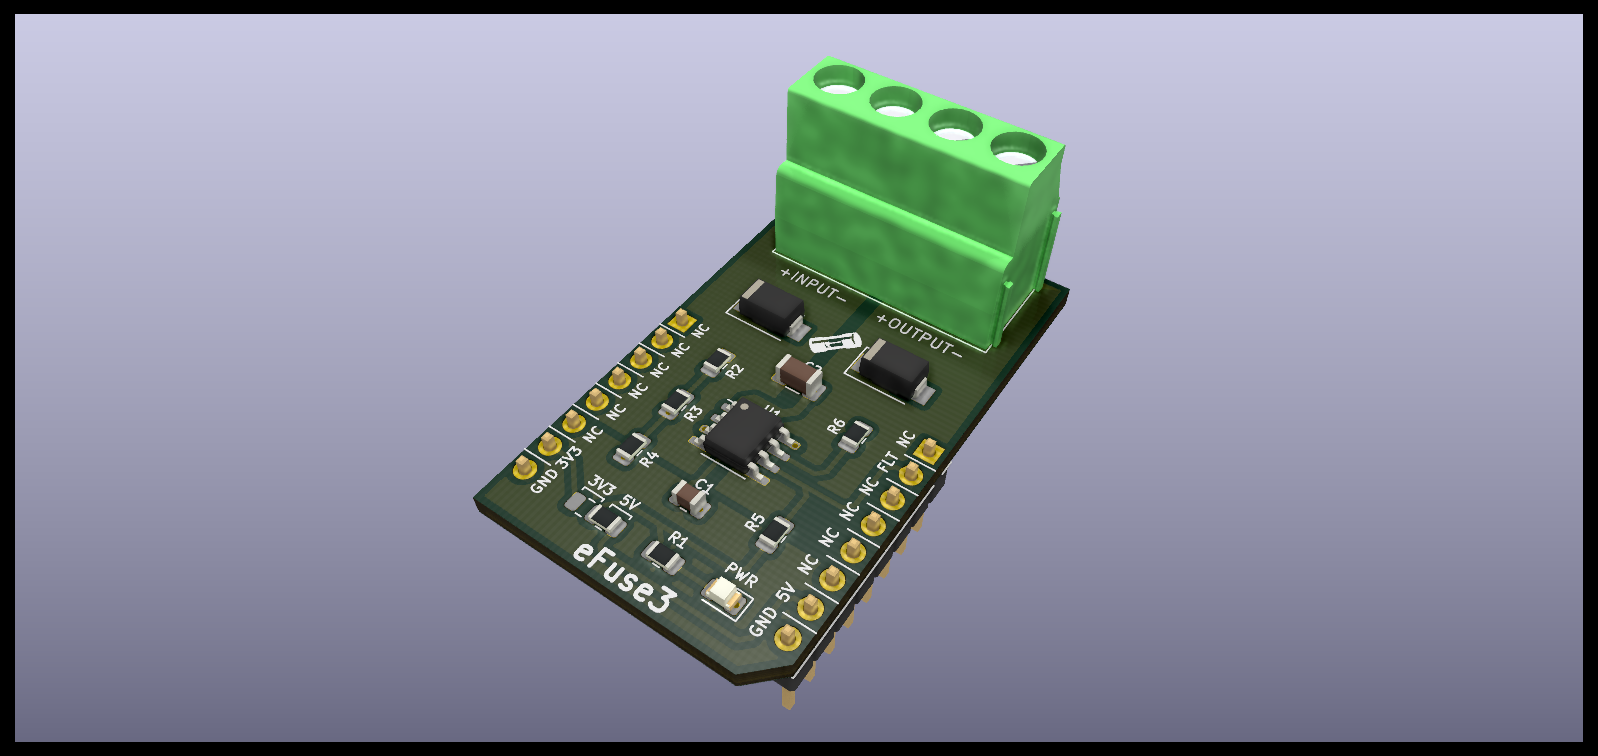 +INPUT-
+OUTPUT-
NC
NC
NC
NC
NC
NC
3V3
GND
R2
R3
R4
R6
C1
R5
3V3
5V
R1
PWR
eFuse3
NC
FLT
NC
NC
NC
NC
5V
GND